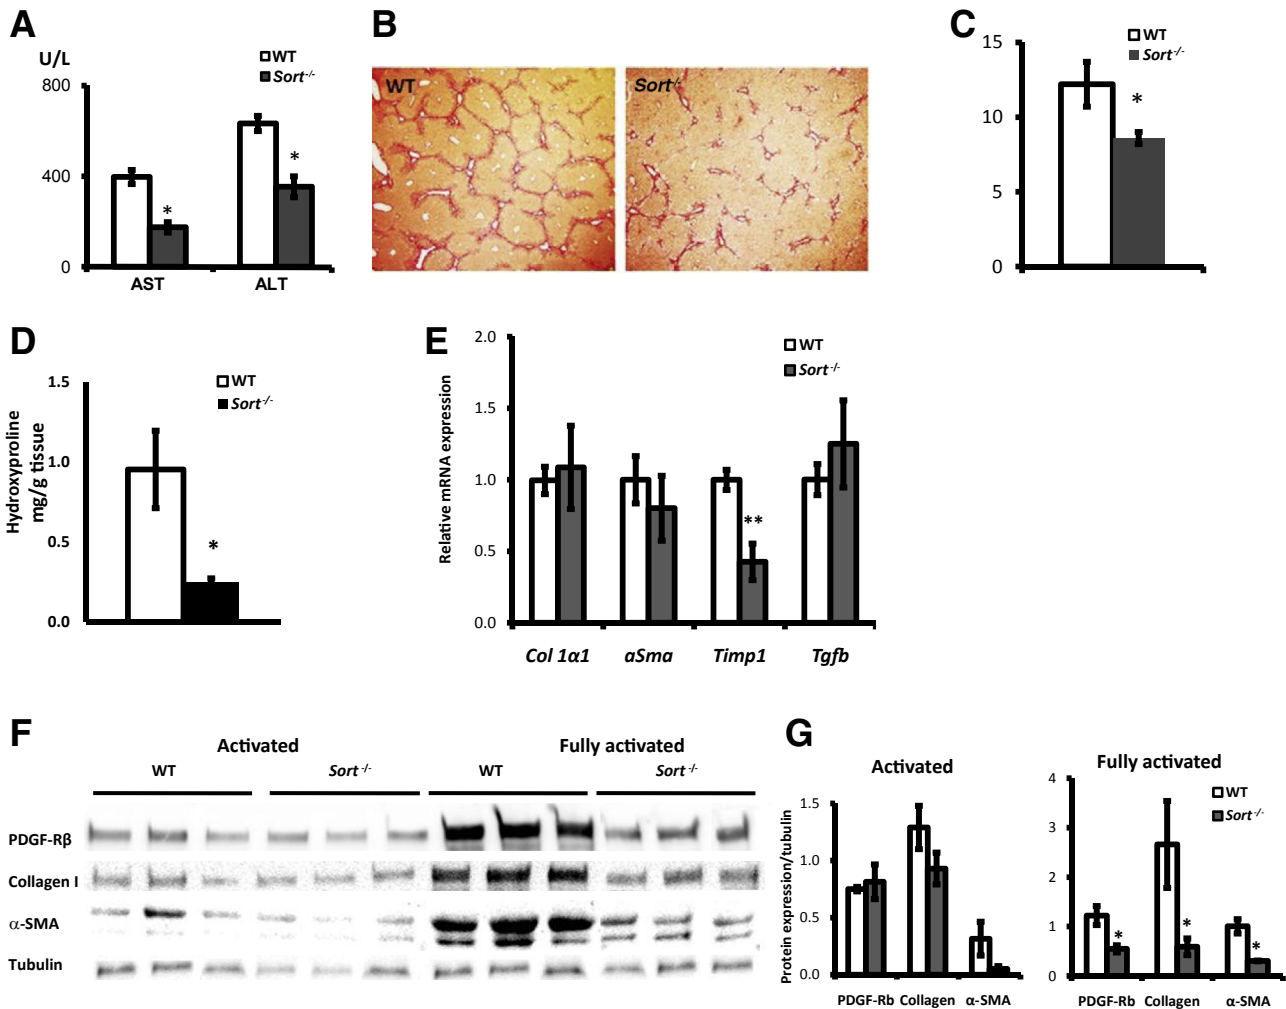 A
U/L
WT
Sort-/-
800
400
0
*
*
AST
ALT
B
WT
Sort-/-
C
WT
Sort-/-
15
10
5
0
*
D
Hydroxyproline
mg/g tissue
WT
Sort-/-
1.5
1.0
0.5
0.0
*
E
Relative mRNA expression
WT
Sort-/-
2.0
1.5
1.0
0.5
0.0
**
Col 1α1
aSma
Timp1
Tgfb
F
Activated
Fully activated
WT
Sort-/-
WT
Sort-/-
PDGF-Rβ
Collagen I
α-SMA
Tubulin
G
Activated
Protein expression/tubulin
1.5
1.0
0.5
0.0
PDGF-Rb
Collagen
α-SMA
Fully activated
WT
Sort-/-
4
3
2
1
0
*
*
*
PDGF-Rb
Collagen
α-SMA